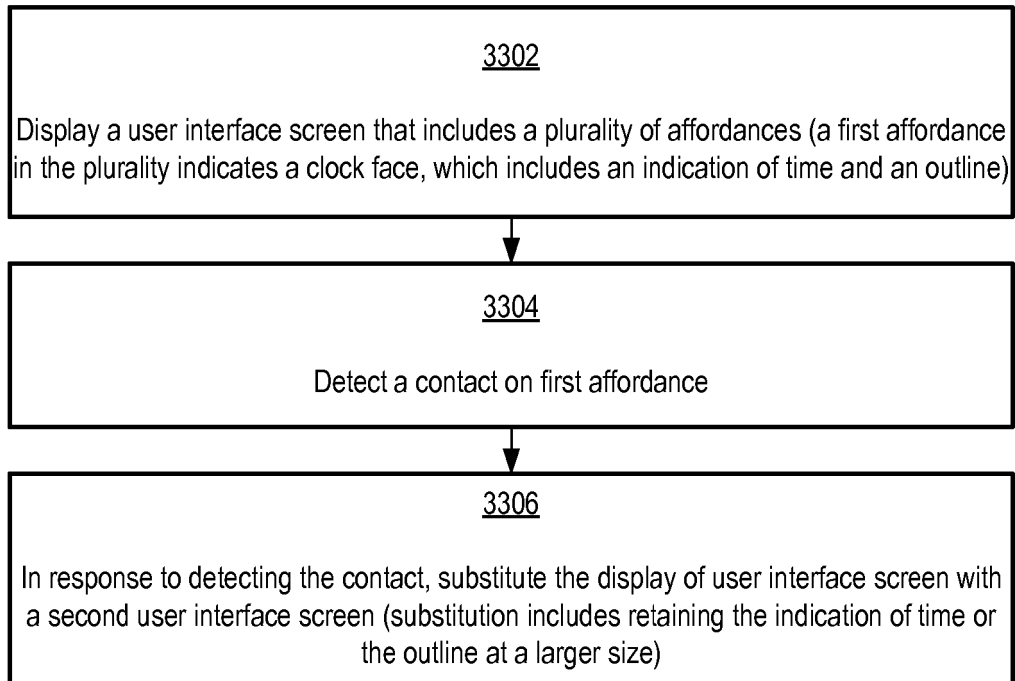 3302
Display a user interface screen that includes a plurality of affordances (a first affordance
in the plurality indicates a clock face, which includes an indication of time and an outline)
3304
Detect a contact on first affordance
3306
In response to detecting the contact, substitute the display of user interface screen with
a second user interface screen (substitution includes retaining the indication of time or
the outline at a larger size)